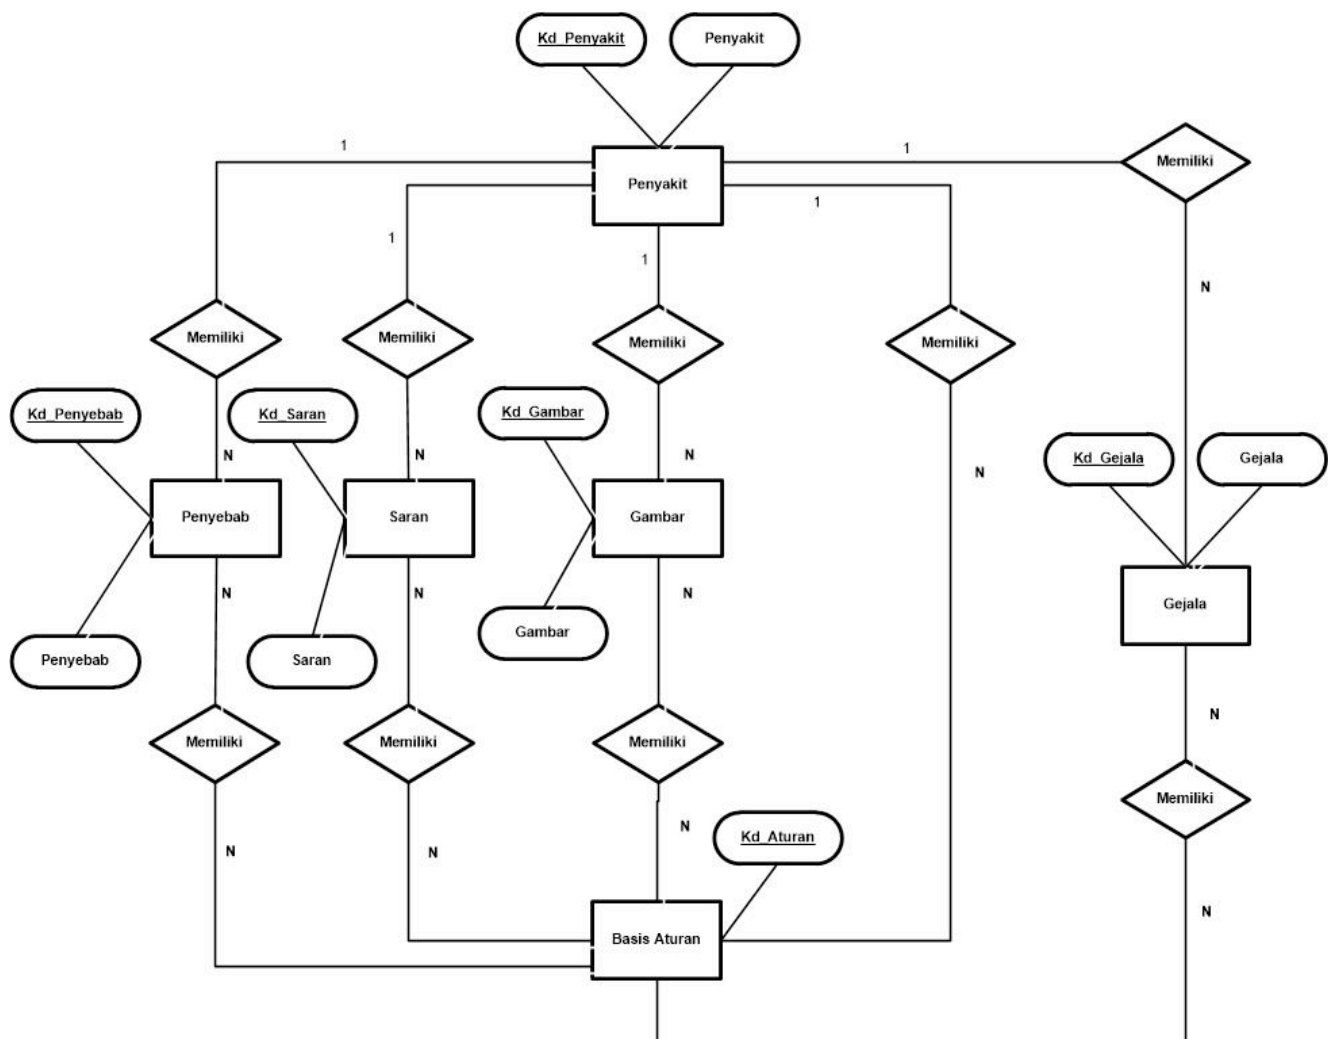 Kd_Penyakit
Penyakit
1
1
Memiliki
Penyakit
1
1
1
N
Memiliki
Memiliki
Memiliki
Memiliki
Kd_Penyebab
Kd_Saran
Kd_Gambar
N
N
N
N
Kd_Gejala
Gejala
Penyebab
Saran
Gambar
N
N
N
Gejala
Penyebab
Saran
Gambar
N
Memiliki
Memiliki
Memiliki
Memiliki
N
N
N
Kd_Aturan
N
Basis Aturan